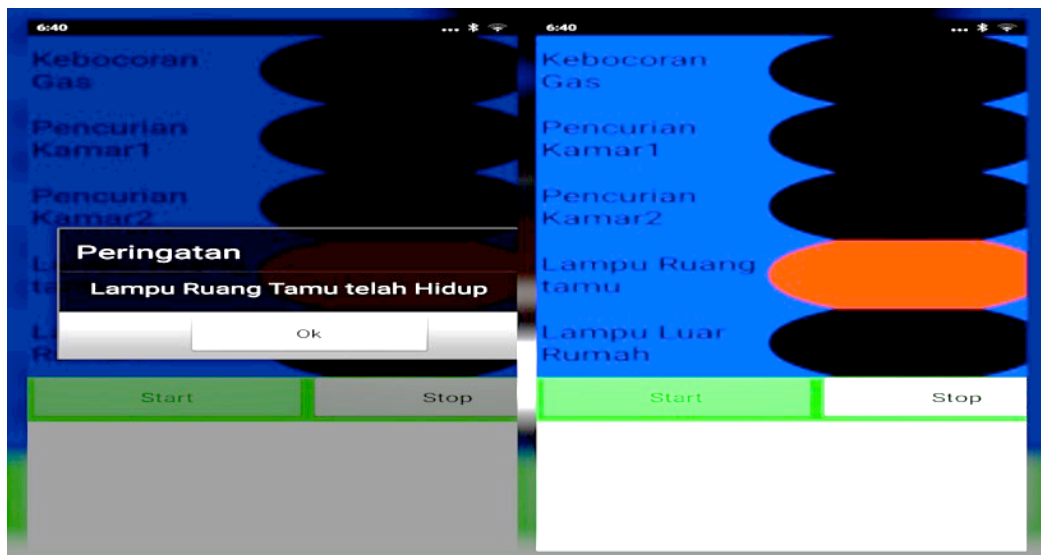 6:40
Kebocoran
Gas
Pencurian
Kamar1
Pencurian
Kamar2
Peringatan
Lampu Ruang Tamu telah Hidup
Ok
Start Stop
6:40
Kebocoran
Gas
Pencurian
Kamar1
Pencurian
Kamar2
Lampu Ruang
tamu
Lampu Luar
Rumah
Start Stop